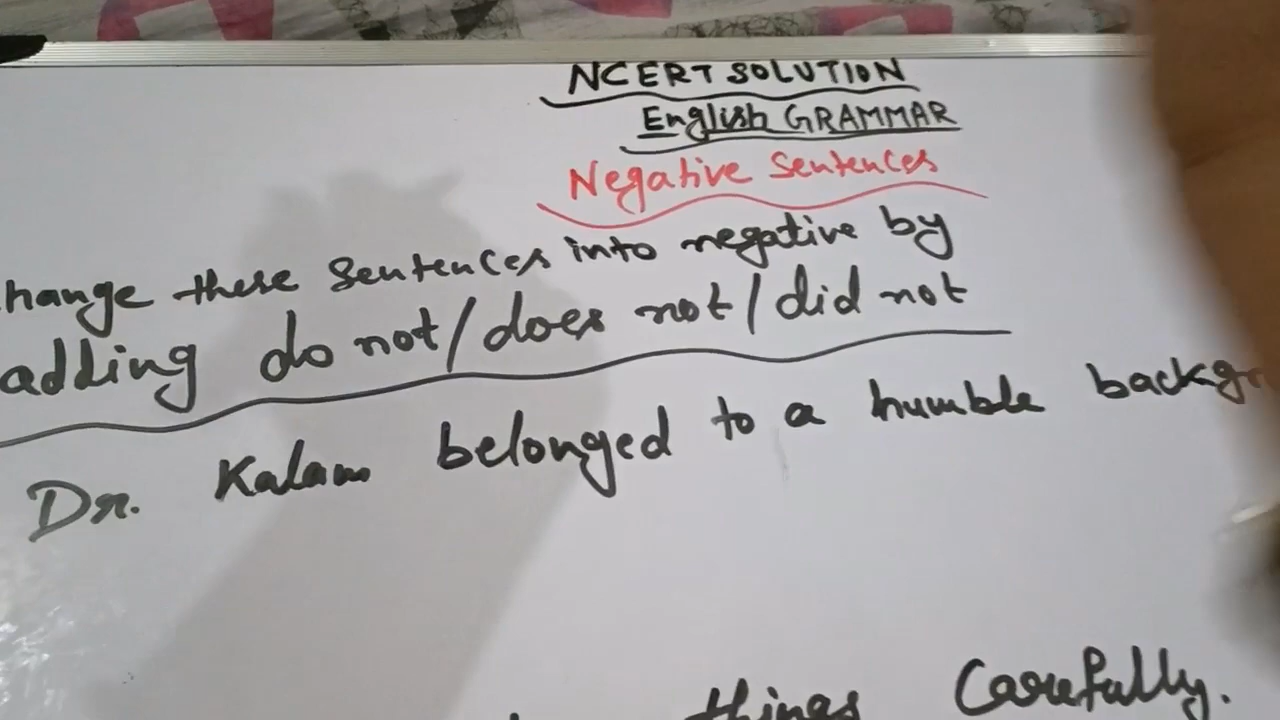 NCERT SOLUTION
English GRAMMAR
Negative Sentences
hange these sentences into negative by
adding do not/does not/did not
Dr. Kalam belonged to a humble backgr
things Carefully.